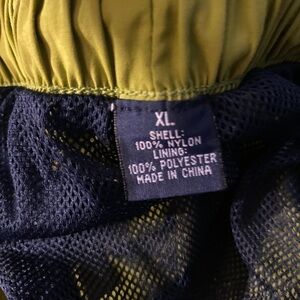 XL
SHELL:
100% NYLON
LINING:
100% POLYESTER
MADE IN CHINA